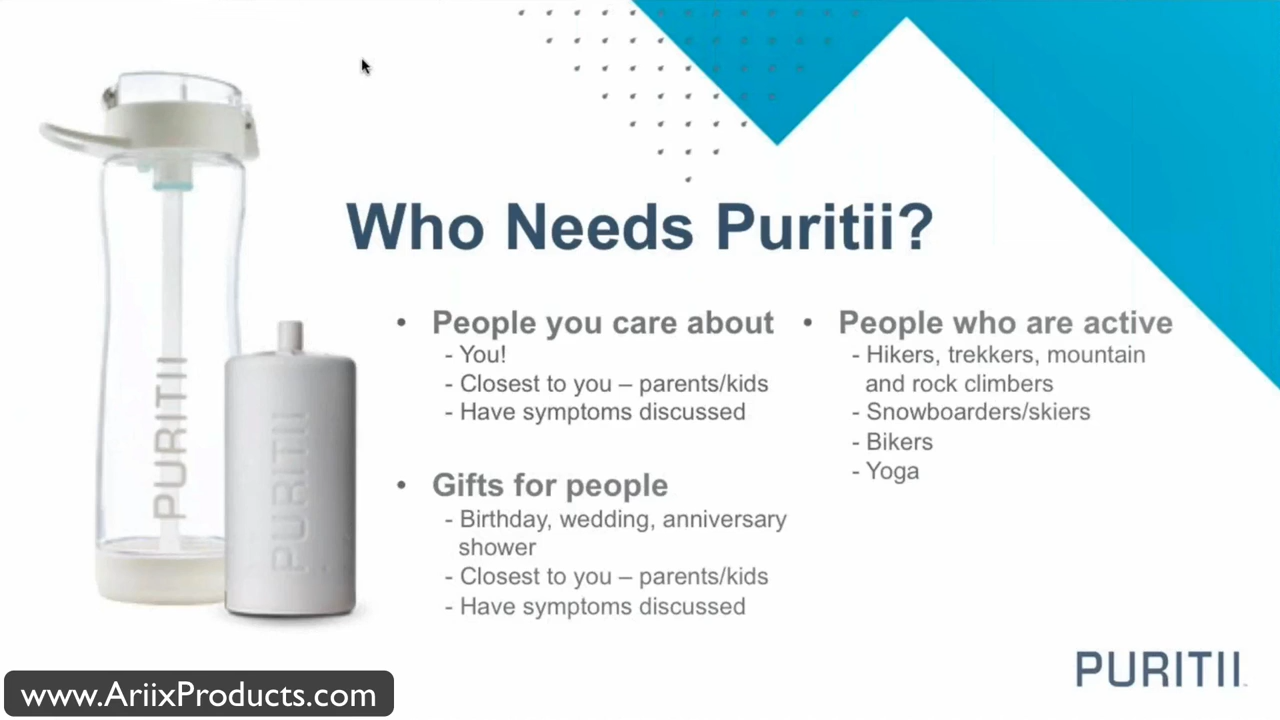 Who Needs Puritii?
• People you care about
- You!
- Closest to you – parents/kids
- Have symptoms discussed
• Gifts for people
- Birthday, wedding, anniversary
shower
- Closest to you – parents/kids
- Have symptoms discussed
• People who are active
- Hikers, trekkers, mountain
and rock climbers
- Snowboarders/skiers
- Bikers
- Yoga
PURITII
PURITII
PURITII
www.AriixProducts.com